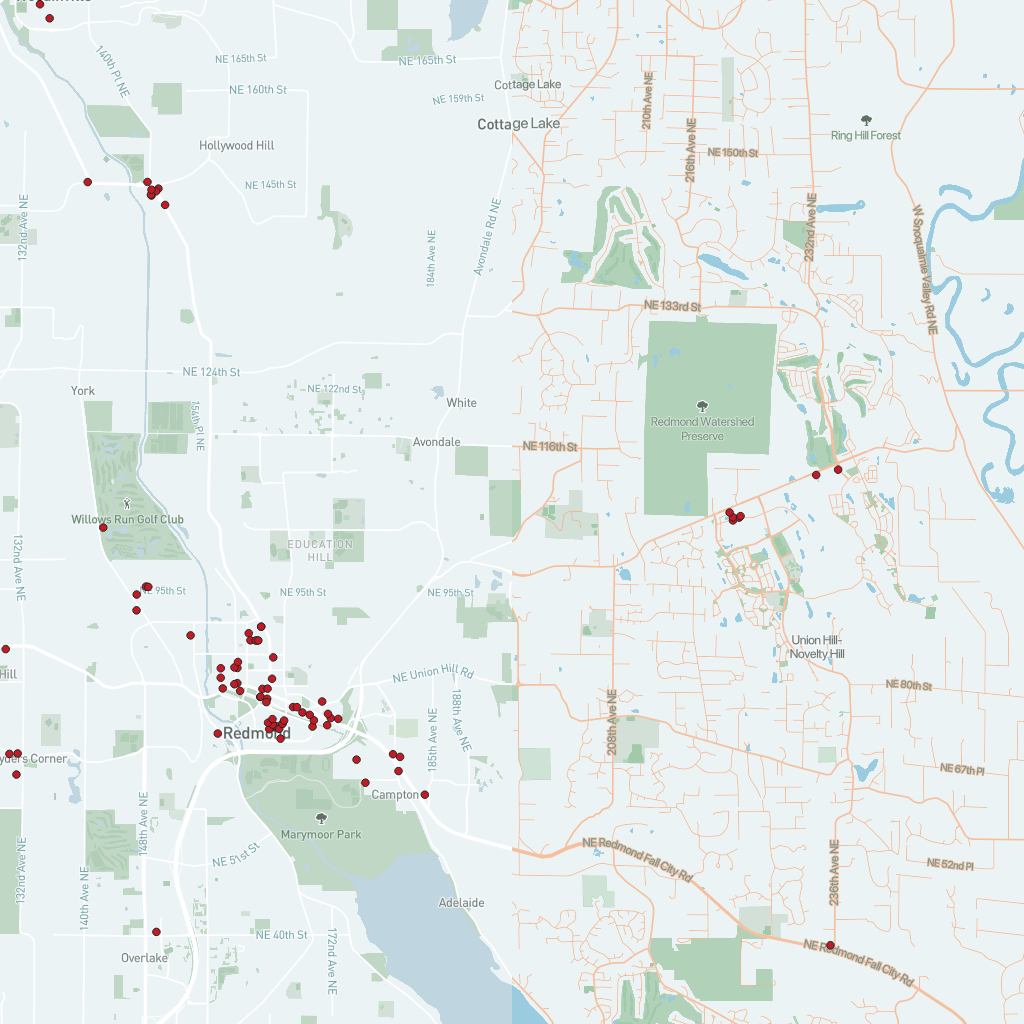 140th Pl NE
NE 165th St
NE 165th St
NE 160th St
NE 159th St
Cottage Lake
Cottage Lake
210th Ave NE
216th Ave NE
Ring Hill Forest
Hollywood Hill
NE 150th St
NE 145th St
132nd Ave NE
184th Ave NE
Avondale Rd NE
232nd Ave NE
W Snoqualmie Valley Rd NE
NE 133rd St
NE 124th St
York
NE 122nd St
White
154th Pl NE
Avondale
NE 116th St
Redmond Watershed
Preserve
Willows Run Golf Club
EDUCATION
HILL
132nd Ave NE
NE 95th St
NE 95th St
NE 95th St
Union Hill-
Novelty Hill
Hill
NE Union Hill Rd
NE 80th St
188th Ave NE
185th Ave NE
208th Ave NE
Redmond
yders Corner
NE 67th Pl
Campton
148th Ave NE
Marymoor Park
NE 51st St
132nd Ave NE
140th Ave NE
NE Redmond Fall City Rd
236th Ave NE
NE 52nd Pl
Adelaide
NE 40th St
172nd Ave NE
Overlake
NE Redmond Fall City Rd